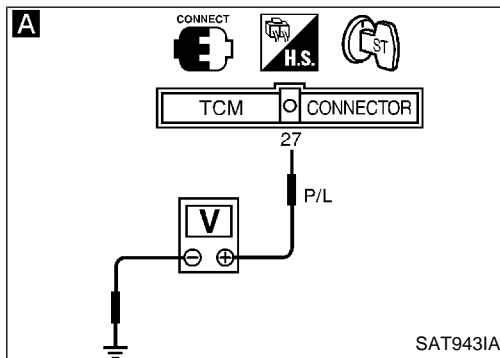 A
CONNECT
H.S.
ST
TCM CONNECTOR
27
P/L
V
SAT943IA